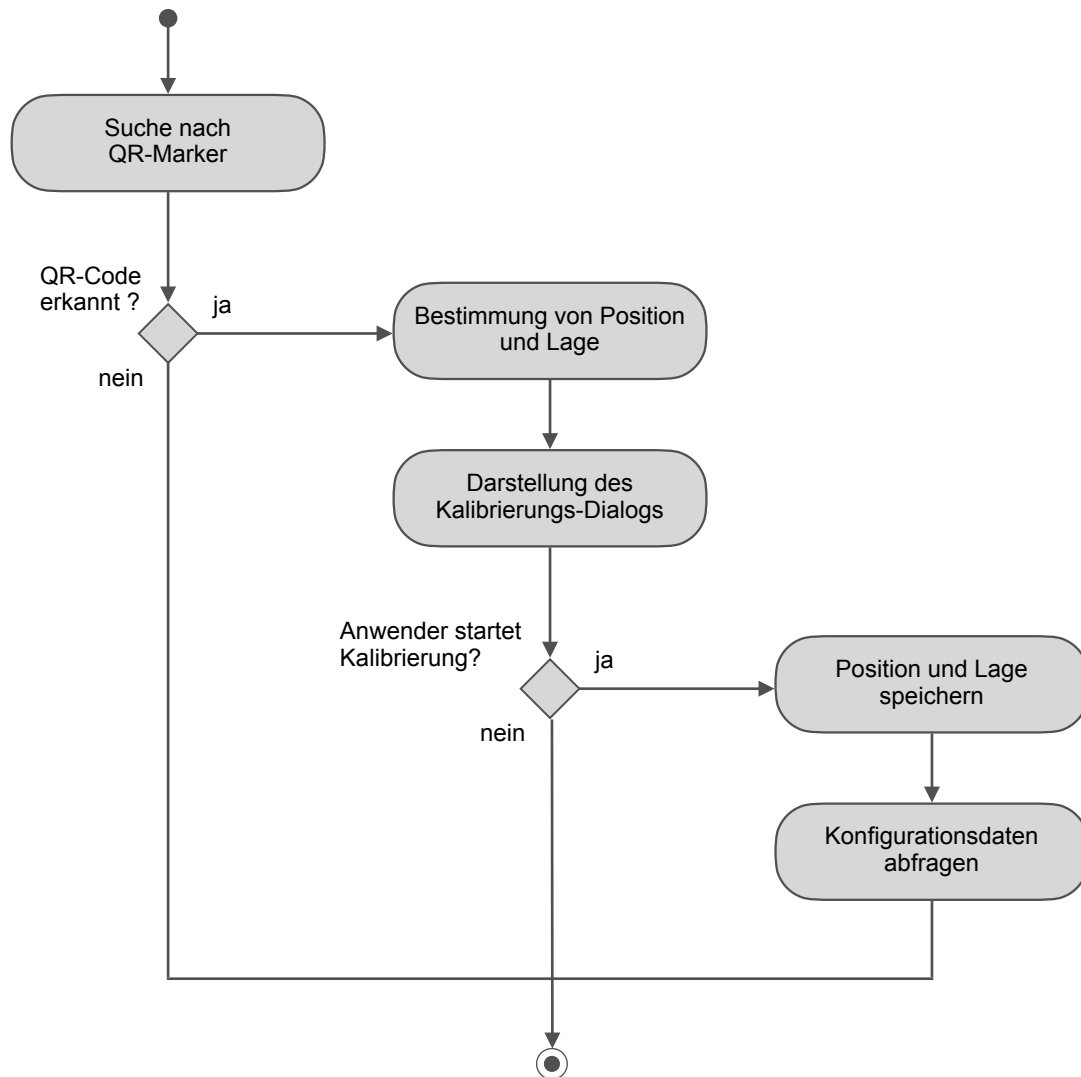 Suche nach
QR-Marker
QR-Code
erkannt ?
ja
nein
Bestimmung von Position
und Lage
Darstellung des
Kalibrierungs-Dialogs
Anwender startet
Kalibrierung?
ja
nein
Position und Lage
speichern
Konfigurationsdaten
abfragen